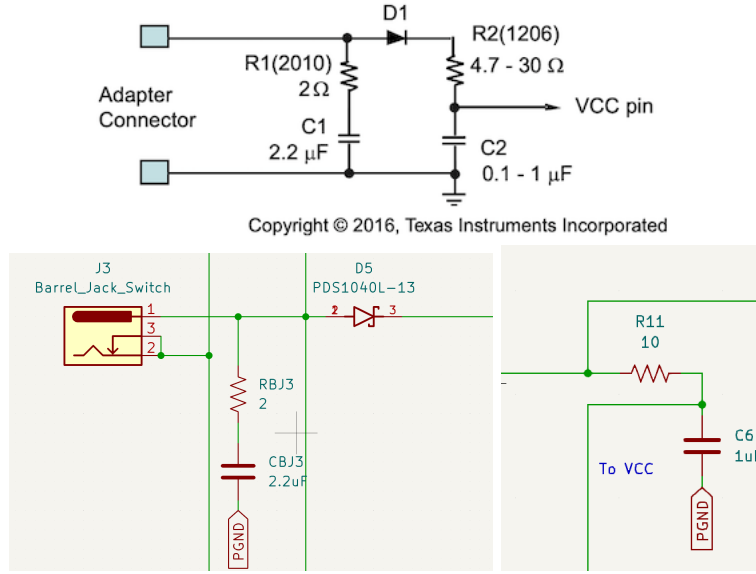 D1
R1(2010)
2Ω
R2(1206)
4.7 - 30 Ω
Adapter
Connector
VCC pin
C1
2.2 μF
C2
0.1 - 1 μF
Copyright © 2016, Texas Instruments Incorporated
J3
Barrel_Jack_Switch
1
3
2
D5
PDS1040L-13
2
3
RBJ3
2
CBJ3
2.2uF
PGND
R11
10
C6
1u
To VCC
PGND